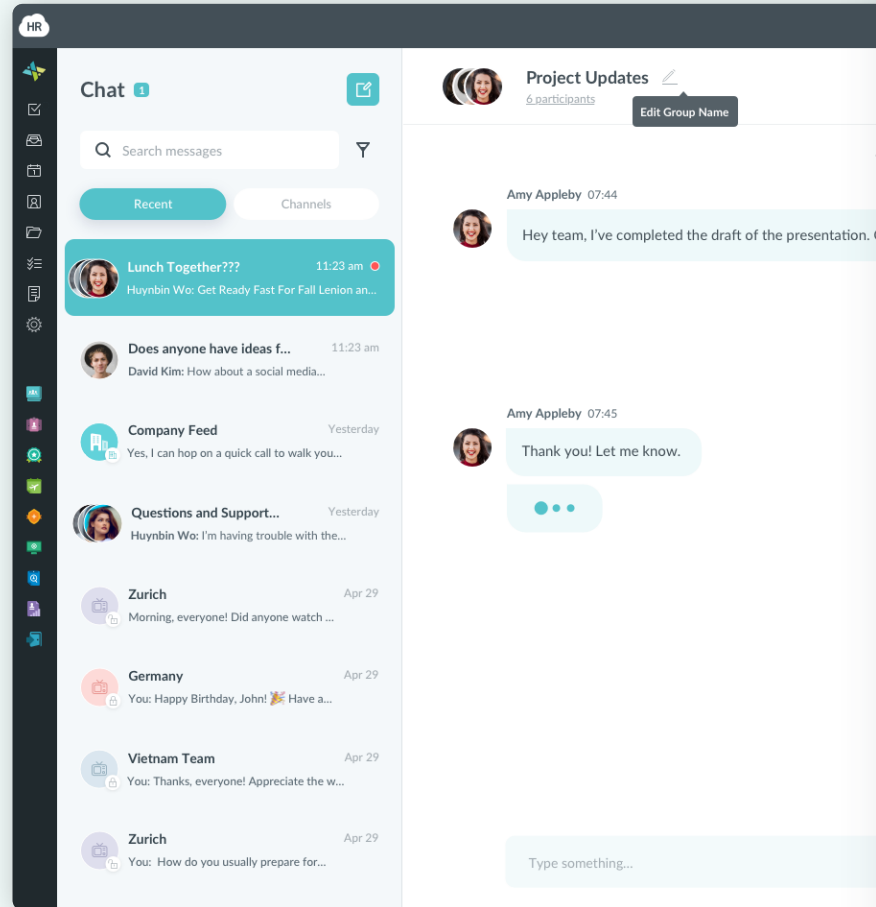 HR
Chat 1
Search messages
Recent
Channels
Lunch Together??? 11:23 am
Huynbin Wo: Get Ready Fast For Fall Lenion an...
Does anyone have ideas f... 11:23 am
David Kim: How about a social media...
Company Feed Yesterday
Yes, I can hop on a quick call to walk you...
Questions and Support... Yesterday
Huynbin Wo: I’m having trouble with the...
Zurich Apr 29
Morning, everyone! Did anyone watch ...
Germany Apr 29
You: Happy Birthday, John! 🎉 Have a...
Vietnam Team Apr 29
You: Thanks, everyone! Appreciate the w...
Zurich Apr 29
You: How do you usually prepare for...
Project Updates
6 participants
Edit Group Name
Amy Appleby 07:44
Hey team, I’ve completed the draft of the presentation.
Amy Appleby 07:45
Thank you! Let me know.
Type something...